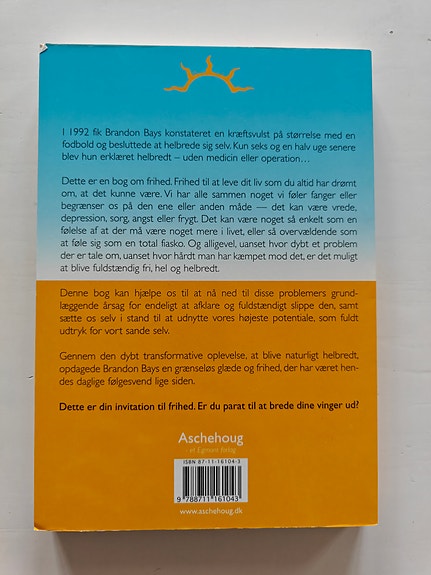 I 1992 fik Brandon Bays konstateret en kræftsvulst på størrelse med en
fodbold og besluttede at helbrede sig selv. Kun seks og en halv uge senere
blev hun erklæret helbredt – uden medicin eller operation…
Dette er en bog om frihed. Frihed til at leve dit liv som du altid har drømt
om, at det kunne være. Vi har alle sammen noget vi føler fanger eller
begrænser os på den ene eller anden måde — det kan være vrede,
depression, sorg, angst eller frygt. Det kan være noget så enkelt som en
følelse af at der må være noget mere i livet, eller så overvældende som
at føle sig som en total fiasko. Og alligevel, uanset hvor dybt et problem
der er tale om, uanset hvor hårdt man har kæmpet mod det, er det muligt
at blive fuldstændig fri, hel og helbredt.
Denne bog kan hjælpe os til at nå ned til disse problemers grund-
læggende årsag for endeligt at afklare og fuldstændigt slippe den, samt
sætte os selv i stand til at udnytte vores højeste potentiale, som fuldt
udtryk for vort sande selv.
Gennem den dybt transformative oplevelse, at blive naturligt helbredt,
opdagede Brandon Bays en grænseløs glæde og frihed, der har været hen-
des daglige følgesvend lige siden.
Dette er din invitation til frihed. Er du parat til at brede dine vinger ud?
Aschehoug
- et Egmont forlag
ISBN 87-11-16104-3
9 788711 161043
www.aschehoug.dk